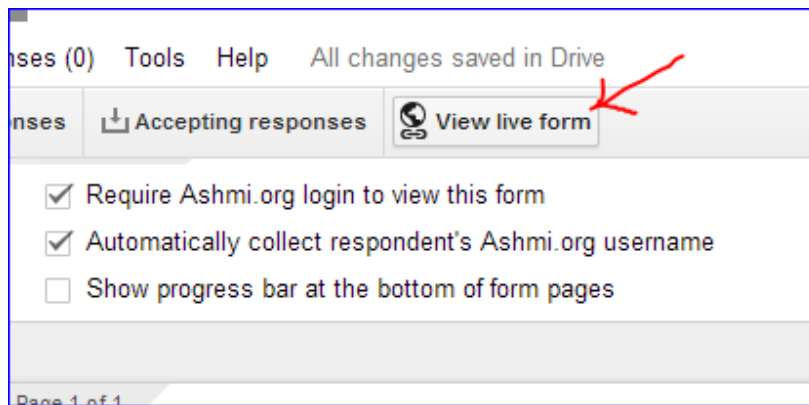 nses (0) Tools Help All changes saved in Drive
nses Accepting responses View live form
Require Ashmi.org login to view this form
Automatically collect respondent's Ashmi.org username
Show progress bar at the bottom of form pages
Page 1 of 1